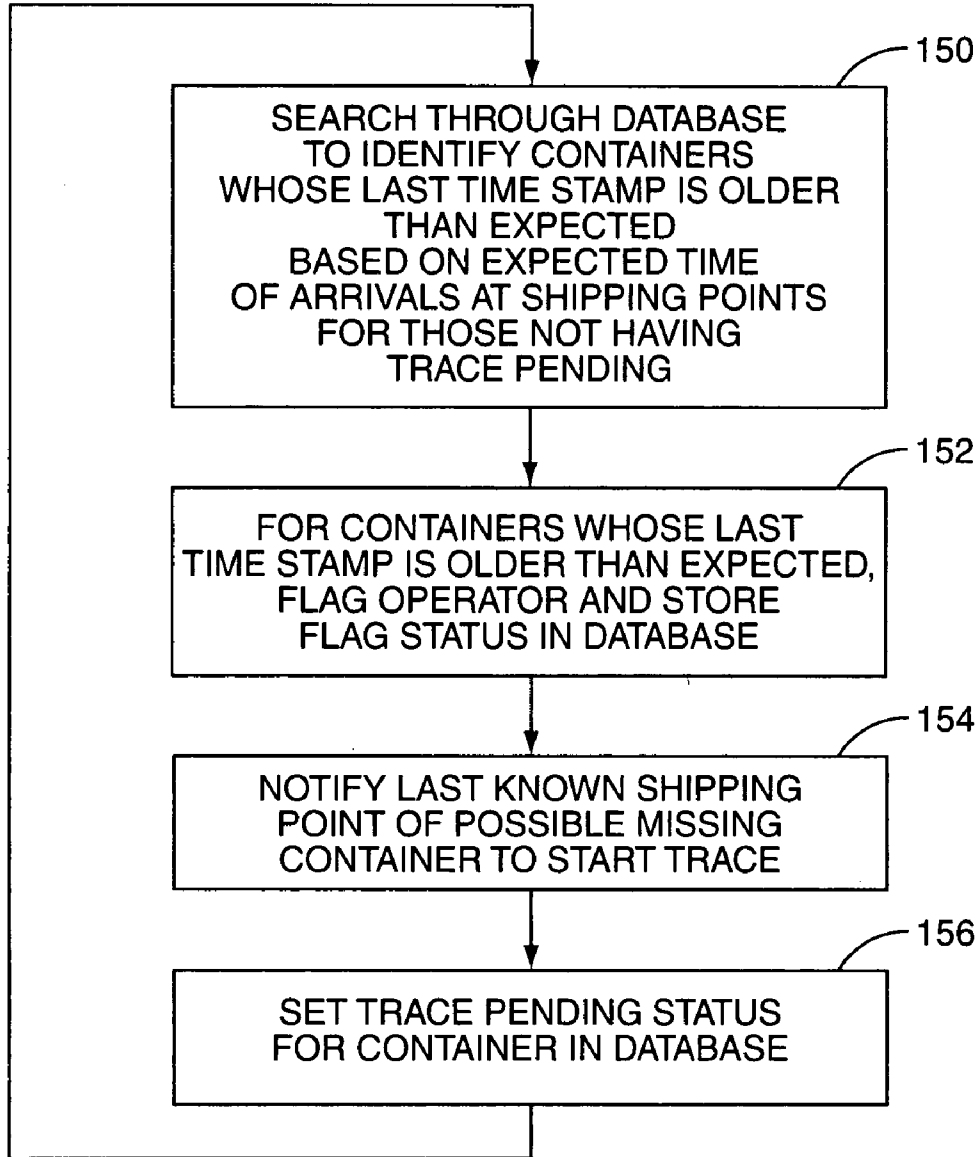 150
SEARCH THROUGH DATABASE
TO IDENTIFY CONTAINERS
WHOSE LAST TIME STAMP IS OLDER
THAN EXPECTED
BASED ON EXPECTED TIME
OF ARRIVALS AT SHIPPING POINTS
FOR THOSE NOT HAVING
TRACE PENDING
152
FOR CONTAINERS WHOSE LAST
TIME STAMP IS OLDER THAN EXPECTED,
FLAG OPERATOR AND STORE
FLAG STATUS IN DATABASE
154
NOTIFY LAST KNOWN SHIPPING
POINT OF POSSIBLE MISSING
CONTAINER TO START TRACE
156
SET TRACE PENDING STATUS
FOR CONTAINER IN DATABASE